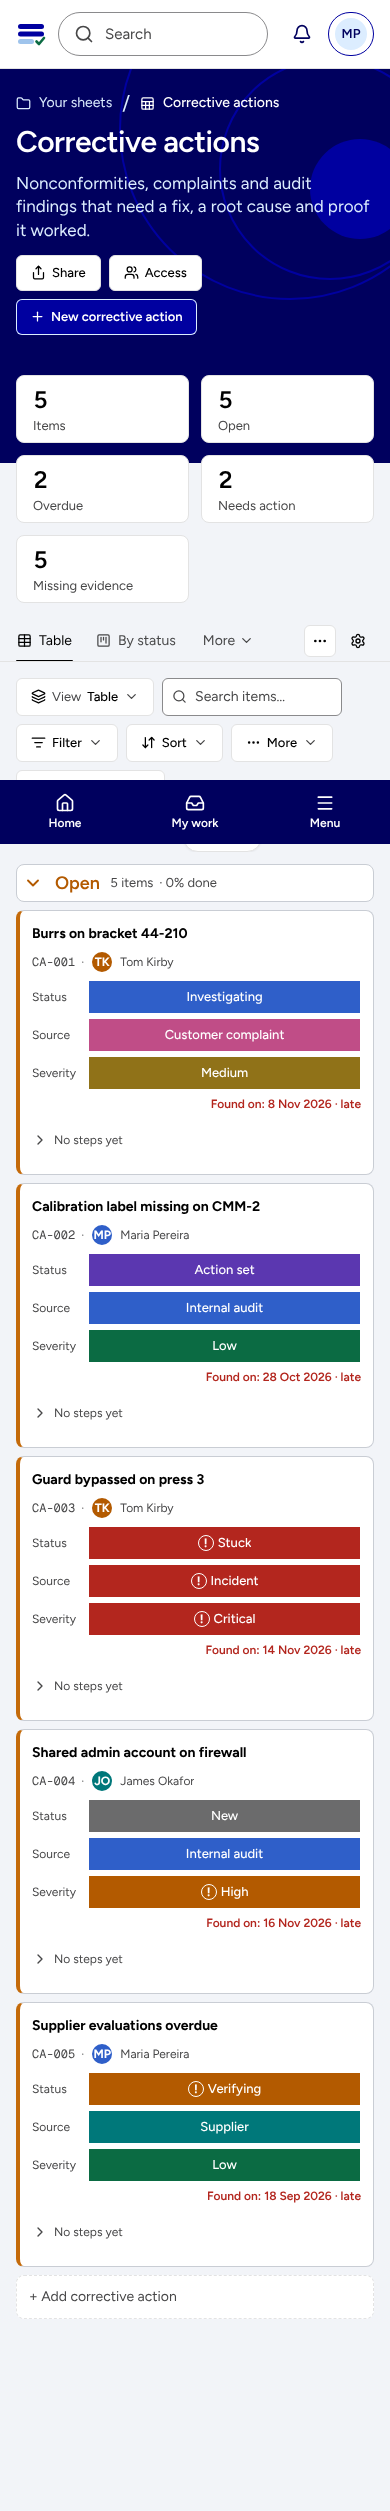 Search
MP
Your sheets / Corrective actions
Corrective actions
Nonconformities, complaints and audit
findings that need a fix, a root cause and proof
it worked.
Share
Access
+ New corrective action
5
Items
5
Open
2
Overdue
2
Needs action
5
Missing evidence
Table
By status
More
View Table
Search items...
Filter
Sort
More
Home
My work
Menu
Open 5 items · 0% done
Burrs on bracket 44-210
CA-001 · TK Tom Kirby
Status Investigating
Source Customer complaint
Severity Medium
Found on: 8 Nov 2026 · late
No steps yet
Calibration label missing on CMM-2
CA-002 · MP Maria Pereira
Status Action set
Source Internal audit
Severity Low
Found on: 28 Oct 2026 · late
No steps yet
Guard bypassed on press 3
CA-003 · TK Tom Kirby
Status ! Stuck
Source ! Incident
Severity ! Critical
Found on: 14 Nov 2026 · late
No steps yet
Shared admin account on firewall
CA-004 · JO James Okafor
Status New
Source Internal audit
Severity ! High
Found on: 16 Nov 2026 · late
No steps yet
Supplier evaluations overdue
CA-005 · MP Maria Pereira
Status ! Verifying
Source Supplier
Severity Low
Found on: 18 Sep 2026 · late
No steps yet
+ Add corrective action